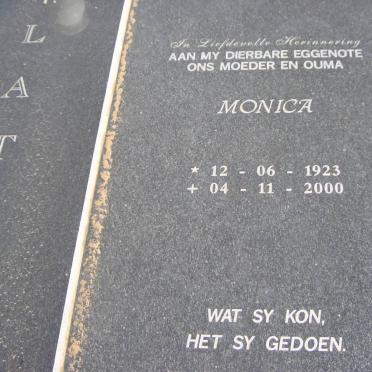 L
A
T
In Liefdevolle Herinnering
AAN MY DIERBARE EGGENOTE
ONS MOEDER EN OUMA
MONICA
* 12 - 06 - 1923
+ 04 - 11 - 2000
WAT SY KON,
HET SY GEDOEN.